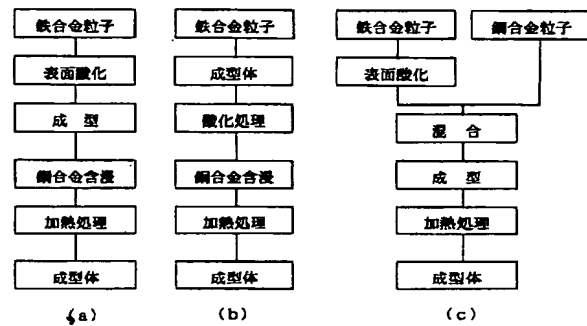 鉄合金粒子
表面酸化
成型
銅合金含浸
加熱処理
成型体
(a)
鉄合金粒子
成型体
酸化処理
銅合金含浸
加熱処理
成型体
(b)
鉄合金粒子
銅合金粒子
表面酸化
混合
成型
加熱処理
成型体
(c)